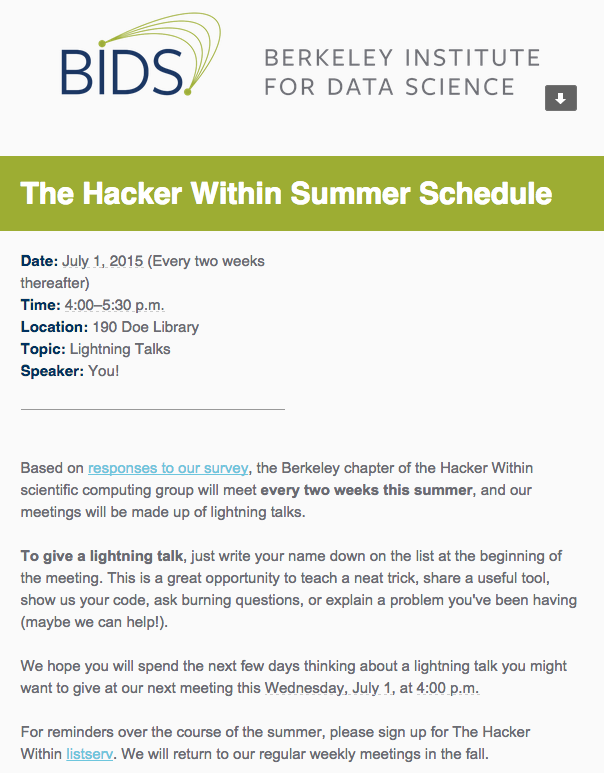 BIDS
BERKELEY INSTITUTE
FOR DATA SCIENCE
The Hacker Within Summer Schedule
Date: July 1, 2015 (Every two weeks
thereafter)
Time: 4:00–5:30 p.m.
Location: 190 Doe Library
Topic: Lightning Talks
Speaker: You!
Based on responses to our survey, the Berkeley chapter of the Hacker Within
scientific computing group will meet every two weeks this summer, and our
meetings will be made up of lightning talks.
To give a lightning talk, just write your name down on the list at the beginning of
the meeting. This is a great opportunity to teach a neat trick, share a useful tool,
show us your code, ask burning questions, or explain a problem you've been having
(maybe we can help!).
We hope you will spend the next few days thinking about a lightning talk you might
want to give at our next meeting this Wednesday, July 1, at 4:00 p.m.
For reminders over the course of the summer, please sign up for The Hacker
Within listserv. We will return to our regular weekly meetings in the fall.